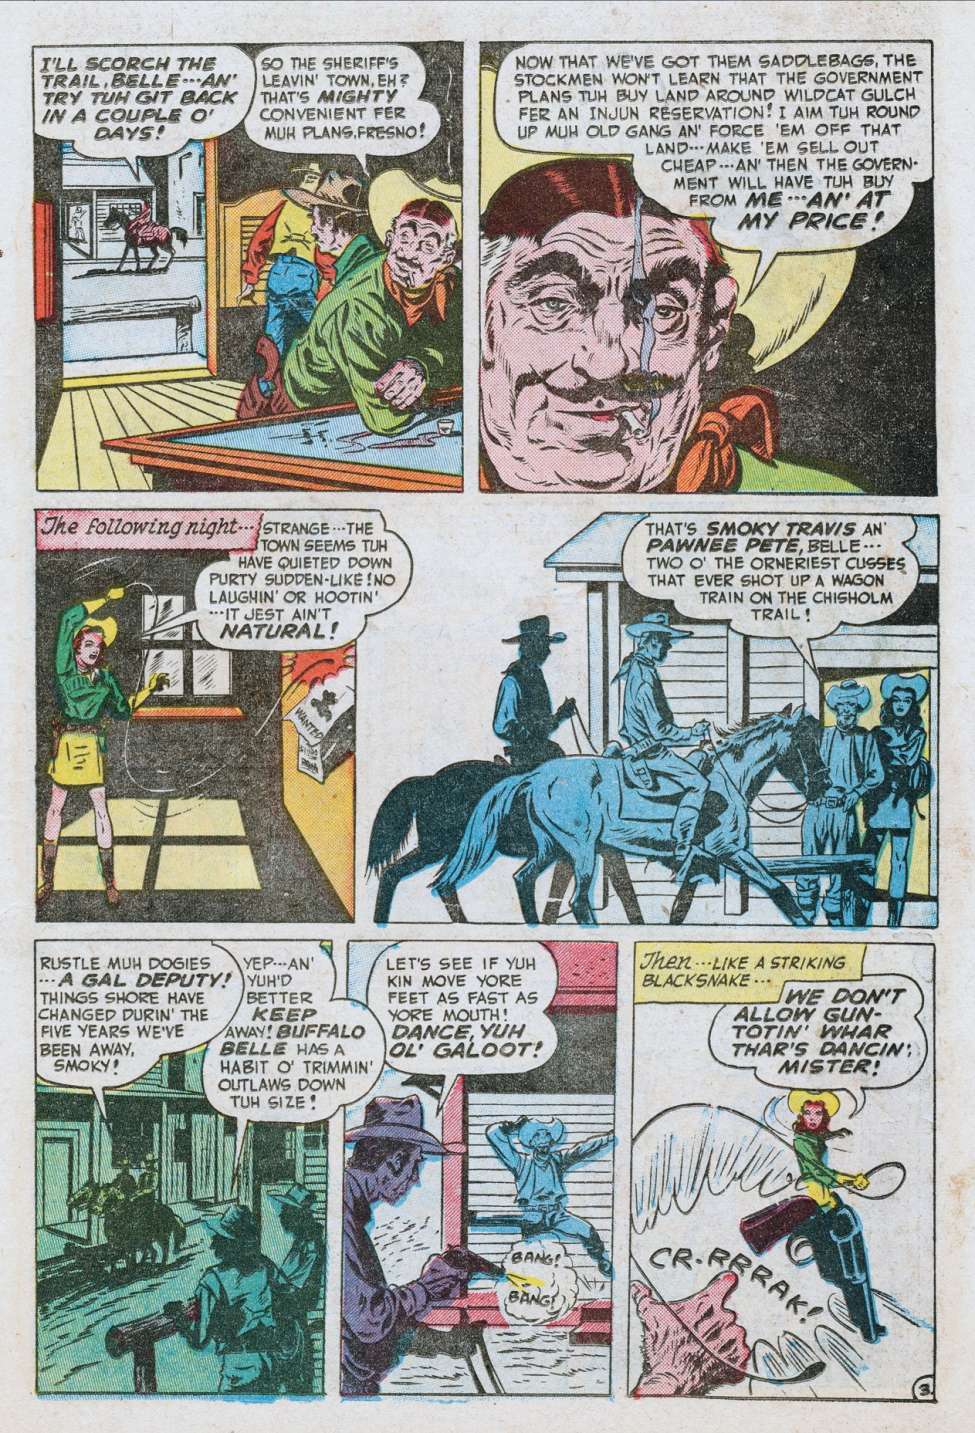 I'LL SCORCH THE
TRAIL, BELLE---AN'
TRY TUH GIT BACK
IN A COUPLE O'
DAYS!
SO THE SHERIFF'S
LEAVIN' TOWN, EH?
THAT'S MIGHTY
CONVENIENT FER
MUH PLANS, FRESNO!
NOW THAT WE'VE GOT THEM SADDLEBAGS, THE
STOCKMEN WON'T LEARN THAT THE GOVERNMENT
PLANS TUH BUY LAND AROUND WILDCAT GULCH
FER AN INJUN RESERVATION! I AIM TUH ROUND
UP MUH OLD GANG AN' FORCE 'EM OFF THAT
LAND---MAKE 'EM SELL OUT
CHEAP---AN' THEN THE GOVERN-
MENT WILL HAVE TUH BUY
FROM ME---AN' AT
MY PRICE!
The following night---
STRANGE---THE
TOWN SEEMS TUH
HAVE QUIETED DOWN
PURTY SUDDEN-LIKE! NO
LAUGHIN' OR HOOTIN'
---IT JEST AIN'T
NATURAL!
WANTED
THAT'S SMOKY TRAVIS AN'
PAWNEE PETE, BELLE---
TWO O' THE ORNERIEST CUSSES
THAT EVER SHOT UP A WAGON
TRAIN ON THE CHISHOLM
TRAIL!
RUSTLE MUH DOGIES
---A GAL DEPUTY!
THINGS SHORE HAVE
CHANGED DURIN' THE
FIVE YEARS WE'VE
BEEN AWAY,
SMOKY!
YEP---AN'
YUH'D
BETTER
KEEP
AWAY! BUFFALO
BELLE HAS A
HABIT O' TRIMMIN'
OUTLAWS DOWN
TUH SIZE!
LET'S SEE IF YUH
KIN MOVE YORE
FEET AS FAST AS
YORE MOUTH!
DANCE, YUH
OL' GALOOT!
BANG!
BANG!
Then---LIKE A STRIKING
BLACKSNAKE---
WE DON'T
ALLOW GUN-
TOTIN' WHAR
THAR'S DANCIN',
MISTER!
CR-RRRAK!
3